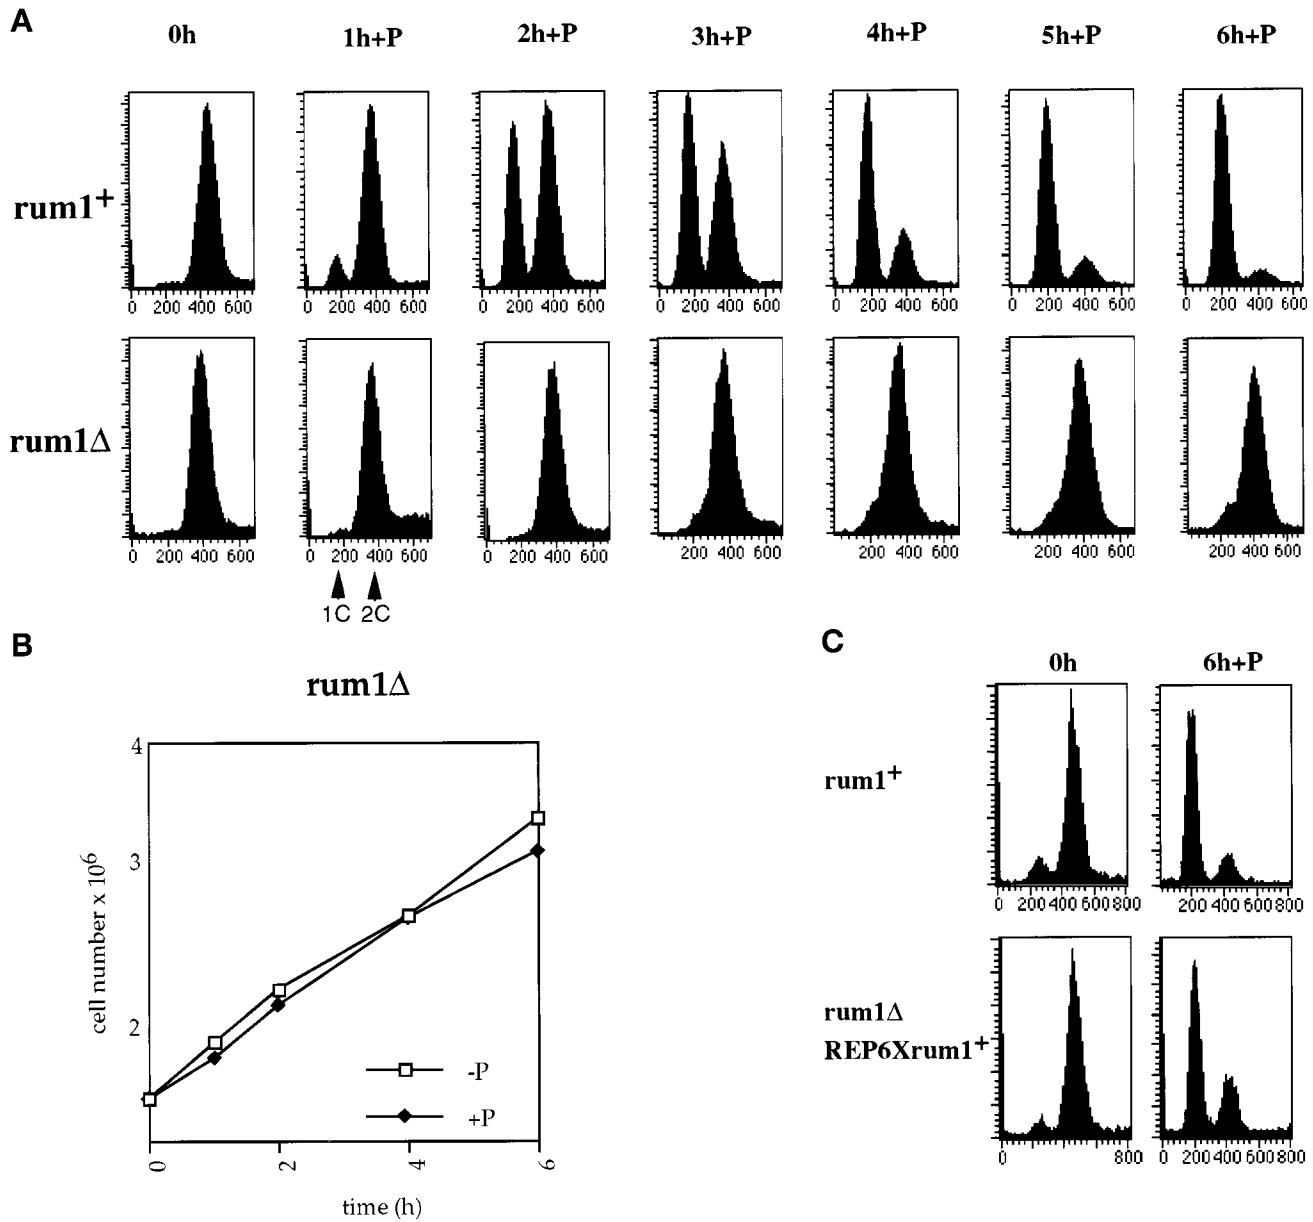 A
0h 1h+P 2h+P 3h+P 4h+P 5h+P 6h+P
rum1+
0 200 400 600 0 200 400 600 0 200 400 600 0 200 400 600 0 200 400 600 0 200 400 600 0 200 400 600
rum1Δ
0 200 400 600 0 200 400 600 0 200 400 600 200 400 600 200 400 600 200 400 600 200 400 600
1C 2C
B
rum1Δ
4
3
2
cell number x 10^6
-P
+P
0 2 4 6
time (h)
C
0h 6h+P
rum1+
0 200 400 600 800 200 400 600 800
rum1Δ
REP6Xrum1+
0 800 0 200 400 600 800